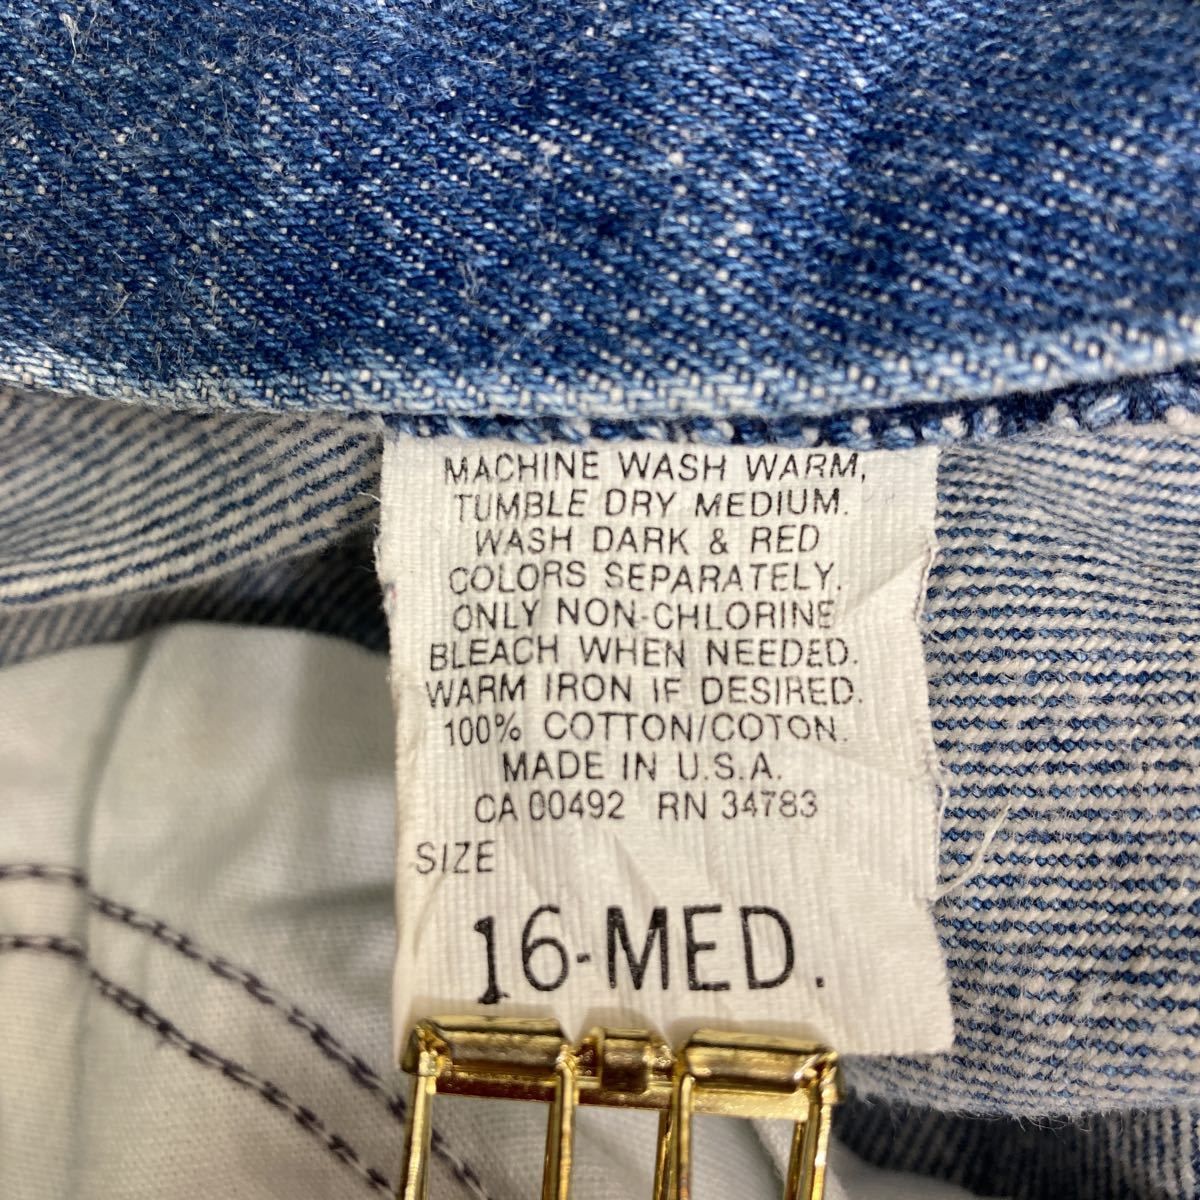 MACHINE WASH WARM,
TUMBLE DRY MEDIUM.
WASH DARK & RED
COLORS SEPARATELY.
ONLY NON-CHLORINE
BLEACH WHEN NEEDED.
WARM IRON IF DESIRED.
100% COTTON/COTON.
MADE IN U.S.A.
CA 00492 RN 34783
SIZE
16-MED.